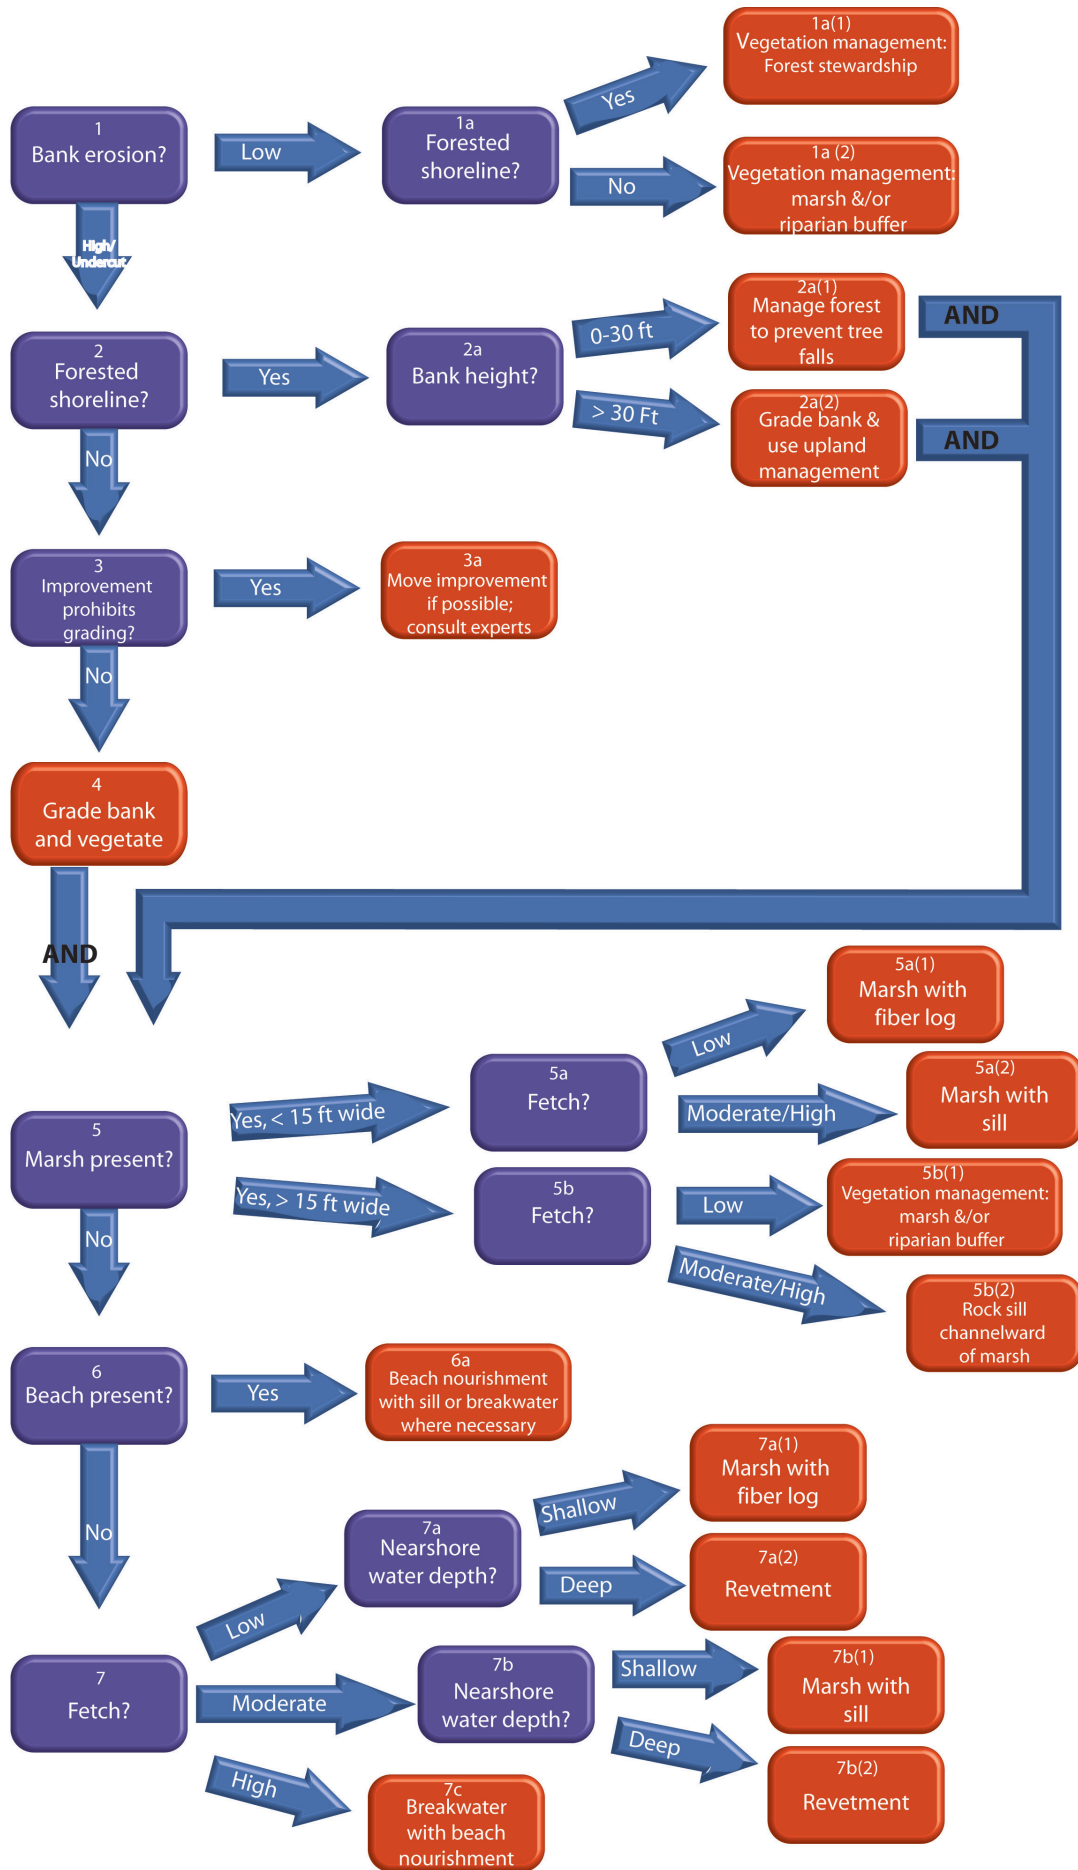 1
Bank erosion?
Low
1a
Forested
shoreline?
Yes
1a(1)
Vegetation management:
Forest stewardship
No
1a (2)
Vegetation management:
marsh &/or
riparian buffer
High/
Undercut
2
Forested
shoreline?
Yes
2a
Bank height?
0-30 ft
2a(1)
Manage forest
to prevent tree
falls
AND
> 30 Ft
2a(2)
Grade bank &
use upland
management
AND
No
3
Improvement
prohibits
grading?
Yes
3a
Move improvement
if possible;
consult experts
No
4
Grade bank
and vegetate
AND
5
Marsh present?
Yes, < 15 ft wide
5a
Fetch?
Low
5a(1)
Marsh with
fiber log
Moderate/High
5a(2)
Marsh with
sill
Yes, > 15 ft wide
5b
Fetch?
Low
5b(1)
Vegetation management:
marsh &/or
riparian buffer
Moderate/High
5b(2)
Rock sill
channelward
of marsh
No
6
Beach present?
Yes
6a
Beach nourishment
with sill or breakwater
where necessary
No
7
Fetch?
Low
7a
Nearshore
water depth?
Shallow
7a(1)
Marsh with
fiber log
Deep
7a(2)
Revetment
Moderate
7b
Nearshore
water depth?
Shallow
7b(1)
Marsh with
sill
Deep
7b(2)
Revetment
High
7c
Breakwater
with beach
nourishment